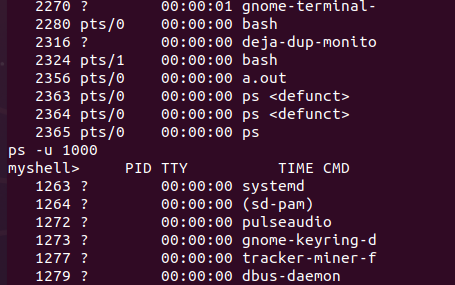 2270 ?        00:00:01 gnome-terminal-
2280 pts/0    00:00:00 bash
2316 ?        00:00:00 deja-dup-monito
2324 pts/1    00:00:00 bash
2356 pts/0    00:00:00 a.out
2363 pts/0    00:00:00 ps <defunct>
2364 pts/0    00:00:00 ps <defunct>
2365 pts/0    00:00:00 ps
ps -u 1000
myshell>     PID TTY          TIME CMD
1263 ?        00:00:00 systemd
1264 ?        00:00:00 (sd-pam)
1272 ?        00:00:00 pulseaudio
1273 ?        00:00:00 gnome-keyring-d
1277 ?        00:00:00 tracker-miner-f
1279 ?        00:00:00 dbus-daemon